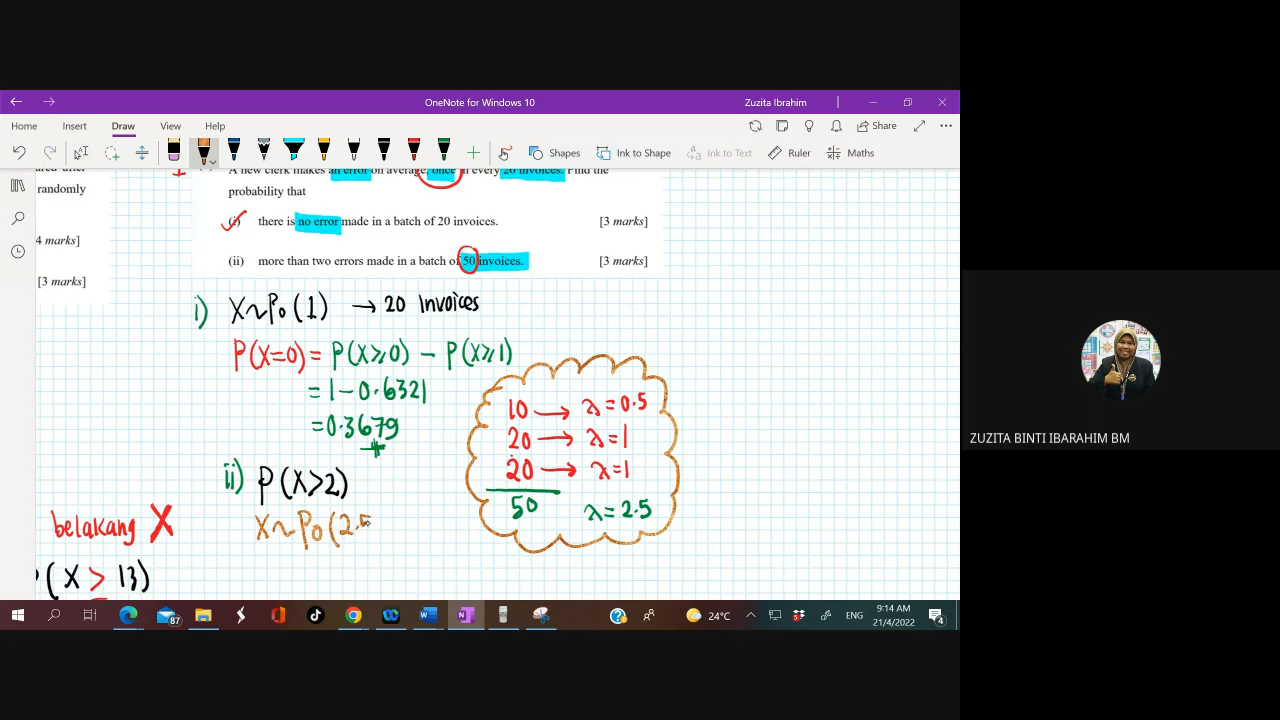 OneNote for Windows 10
Zuzita Ibrahim
Home Insert Draw View Help
Share
Shapes Ink to Shape Ink to Text Ruler Maths
randomly
4 marks]
[3 marks]
A new clerk makes an error on average, once in every 20 invoices. Find the
probability that
(i) there is no error made in a batch of 20 invoices. [3 marks]
(ii) more than two errors made in a batch of 50 invoices. [3 marks]
i) X~Po(1) → 20 Invoices
P(X=0) = P(X≥0) - P(X≥1)
= 1 - 0.6321
= 0.3679
10 → λ = 0.5
20 → λ = 1
20 → λ = 1
50 λ = 2.5
ii) P(X>2)
X~Po(2.5
belakang X
(X > 13)
ZUZITA BINTI IBARAHIM BM
87
24°C
ENG
9:14 AM
21/4/2022
4